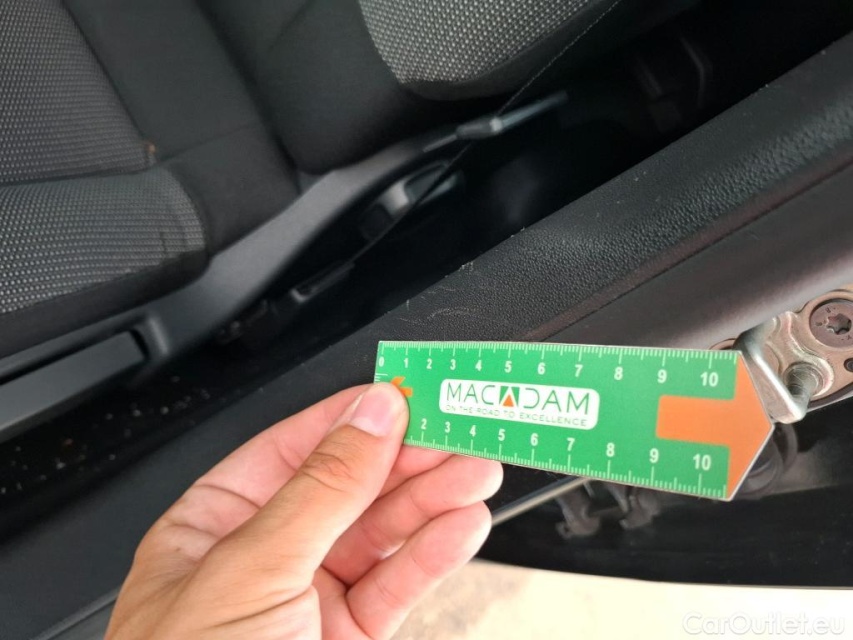 0 1 2 3 4 5 6 7 8 9 10
MACADAM
ON THE ROAD TO EXCELLENCE
2 3 4 5 6 7 8 9 10
CarOutlet.eu